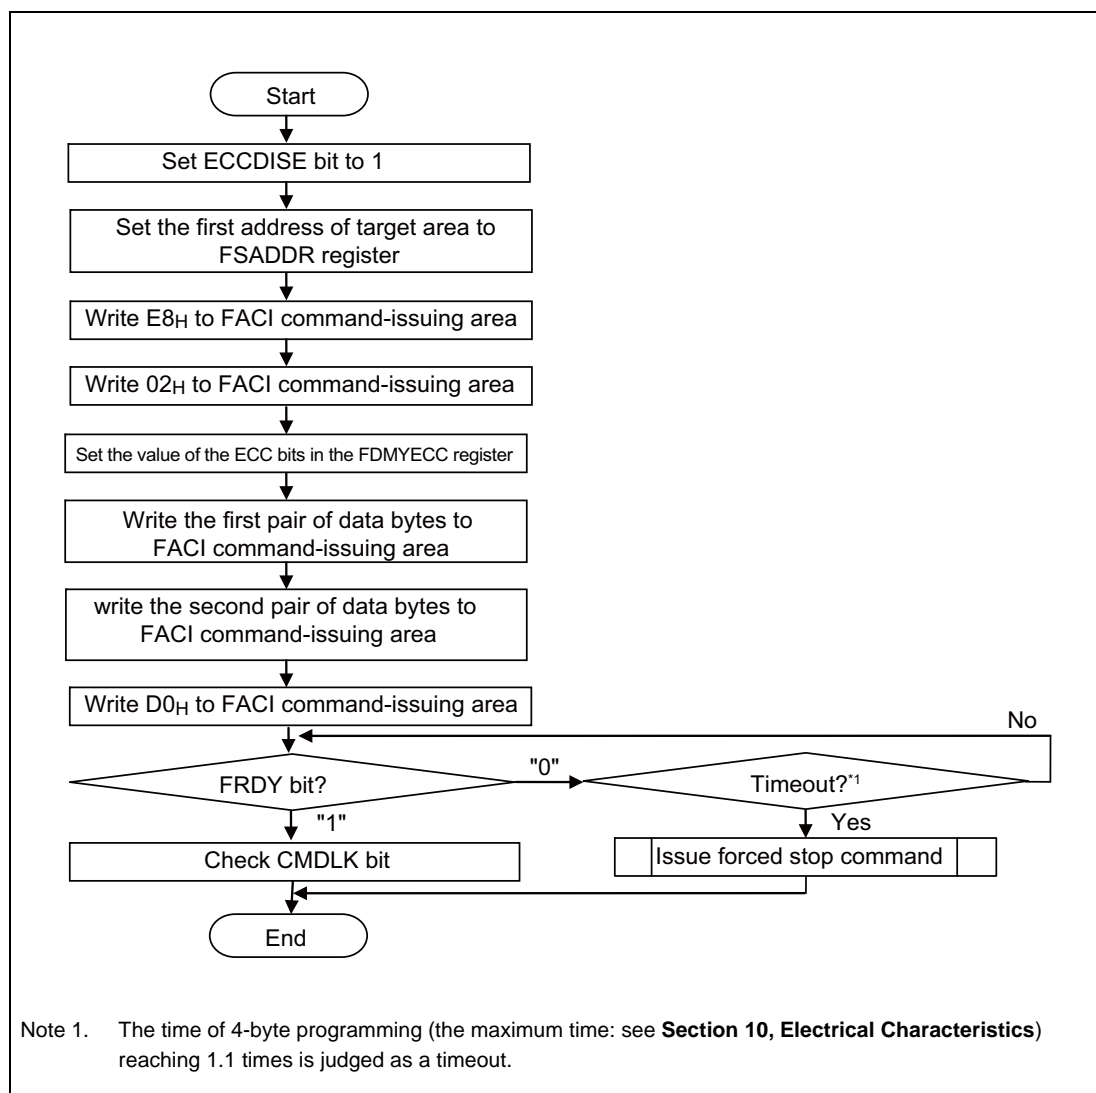 Start
Set ECCDISE bit to 1
Set the first address of target area to
FSADDR register
Write E8H to FACI command-issuing area
Write 02H to FACI command-issuing area
Set the value of the ECC bits in the FDMYECC register
Write the first pair of data bytes to
FACI command-issuing area
write the second pair of data bytes to
FACI command-issuing area
Write D0H to FACI command-issuing area
No
FRDY bit?
"0"
Timeout?*1
"1"
Yes
Check CMDLK bit
Issue forced stop command
End
Note 1. The time of 4-byte programming (the maximum time: see Section 10, Electrical Characteristics)
reaching 1.1 times is judged as a timeout.